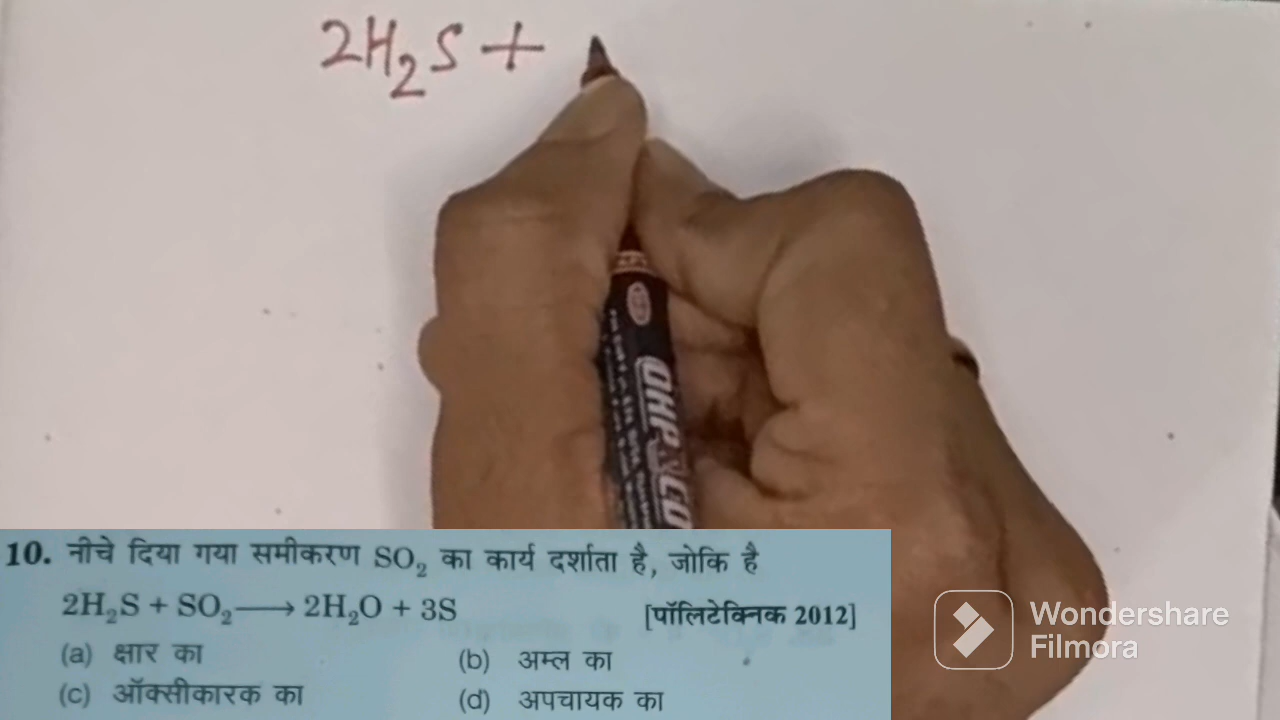 2H₂S +
OHP
10. नीचे दिया गया समीकरण SO₂ का कार्य दर्शाता है, जोकि है
2H₂S + SO₂ ⟶ 2H₂O + 3S [पॉलिटेक्निक 2012]
(a) क्षार का (b) अम्ल का
(c) ऑक्सीकारक का (d) अपचायक का
Wondershare
Filmora